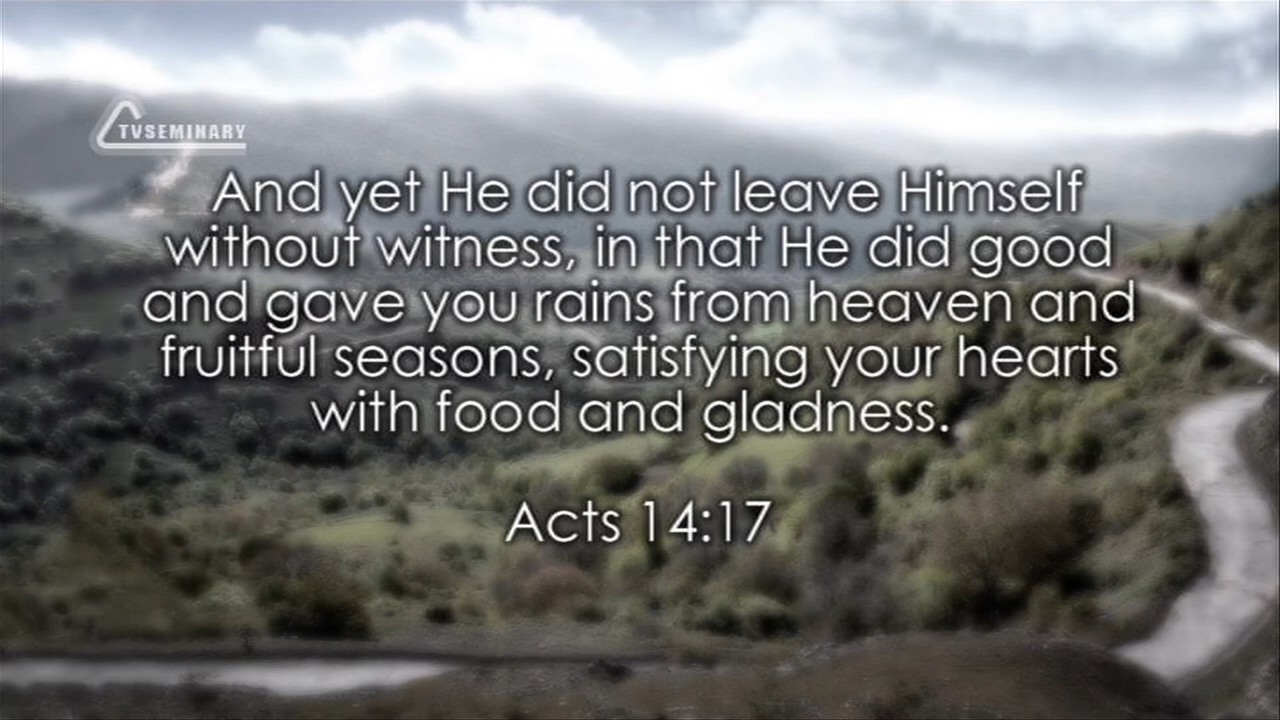 TVSEMINARY
And yet He did not leave Himself
without witness, in that He did good
and gave you rains from heaven and
fruitful seasons, satisfying your hearts
with food and gladness.
Acts 14:17